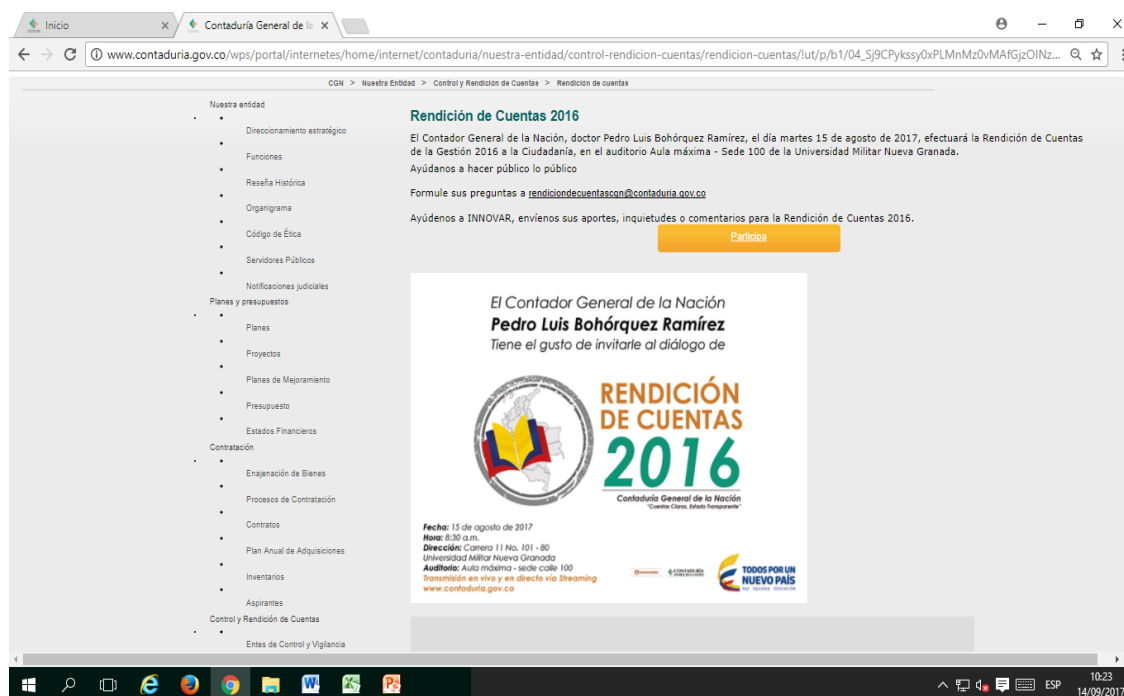 Inicio
Contaduría General de la
www.contaduria.gov.co/wps/portal/internetes/home/internet/contaduria/nuestra-entidad/control-rendicion-cuentas/rendicion-cuentas/!ut/p/b1/04_Sj9CPykssy0xPLMnMz0vMAfGjzOINz...
CGN > Nuestra Entidad > Control y Rendición de Cuentas > Rendición de cuentas
Nuestra entidad
Direccionamiento estratégico
Funciones
Reseña Histórica
Organigrama
Código de Ética
Servidores Públicos
Notificaciones judiciales
Planes y presupuestos
Planes
Proyectos
Planes de Mejoramiento
Presupuesto
Estados Financieros
Contratación
Enajenación de Bienes
Procesos de Contratación
Contratos
Plan Anual de Adquisiciones
Inventarios
Aspirantes
Control y Rendición de Cuentas
Entes de Control y Vigilancia
Rendición de Cuentas 2016
El Contador General de la Nación, doctor Pedro Luis Bohórquez Ramírez, el día martes 15 de agosto de 2017, efectuará la Rendición de Cuentas
de la Gestión 2016 a la Ciudadanía, en el auditorio Aula máxima - Sede 100 de la Universidad Militar Nueva Granada.
Ayúdanos a hacer público lo público
Formule sus preguntas a rendiciondecuentascgn@contaduria.gov.co
Ayúdenos a INNOVAR, envíenos sus aportes, inquietudes o comentarios para la Rendición de Cuentas 2016.
Participa
El Contador General de la Nación
Pedro Luis Bohórquez Ramírez
Tiene el gusto de invitarle al diálogo de
RENDICIÓN
DE CUENTAS
2016
Contaduría General de la Nación
"Cuentas Claras, Estado Transparente"
Fecha: 15 de agosto de 2017
Hora: 8:30 a.m.
Dirección: Carrera 11 No. 101 - 80
Universidad Militar Nueva Granada
Auditorio: Aula máxima - sede calle 100
Transmisión en vivo y en directo vía Streaming
www.contaduria.gov.co
CONTADURÍA
GENERAL DE LA NACIÓN
TODOS POR UN
NUEVO PAÍS
PAZ EQUIDAD EDUCACIÓN
ESP
10:23
14/09/2017